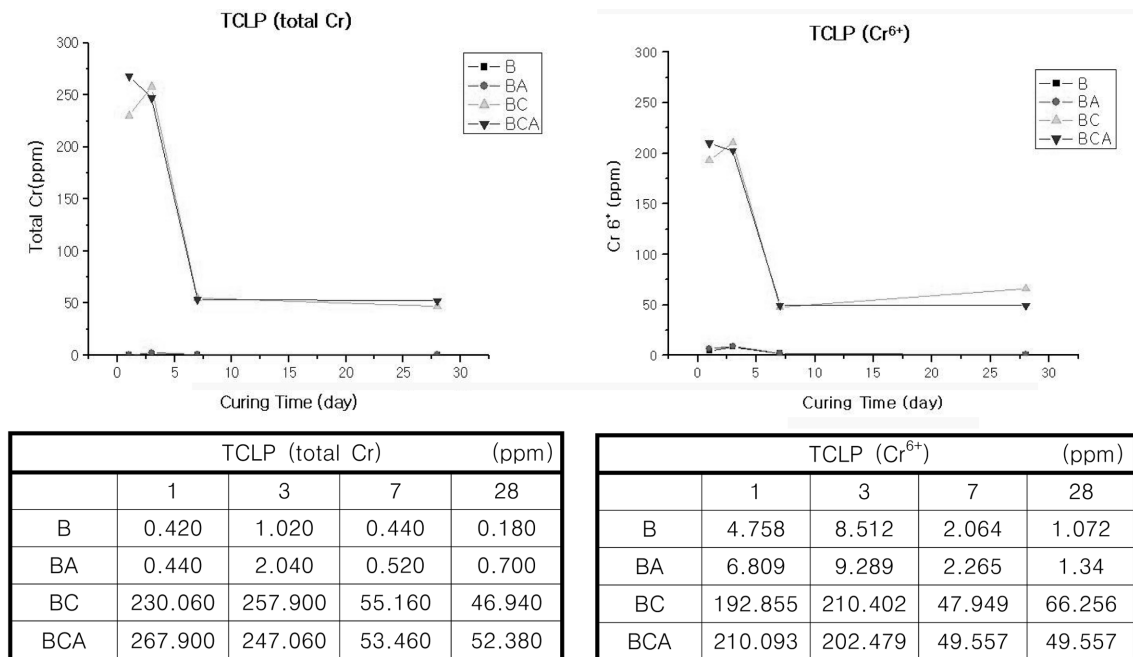 TCLP (total Cr)
300
250
200
150
100
50
0
Total Cr(ppm)
0 5 10 15 20 25 30
Curing Time (day)
B
BA
BC
BCA
TCLP (Cr6+)
300
250
200
150
100
50
0
Cr 6+ (ppm)
0 5 10 15 20 25 30
Curing Time (day)
B
BA
BC
BCA
TCLP (total Cr) (ppm)
1 3 7 28
B 0.420 1.020 0.440 0.180
BA 0.440 2.040 0.520 0.700
BC 230.060 257.900 55.160 46.940
BCA 267.900 247.060 53.460 52.380
TCLP (Cr6+) (ppm)
1 3 7 28
B 4.758 8.512 2.064 1.072
BA 6.809 9.289 2.265 1.34
BC 192.855 210.402 47.949 66.256
BCA 210.093 202.479 49.557 49.557